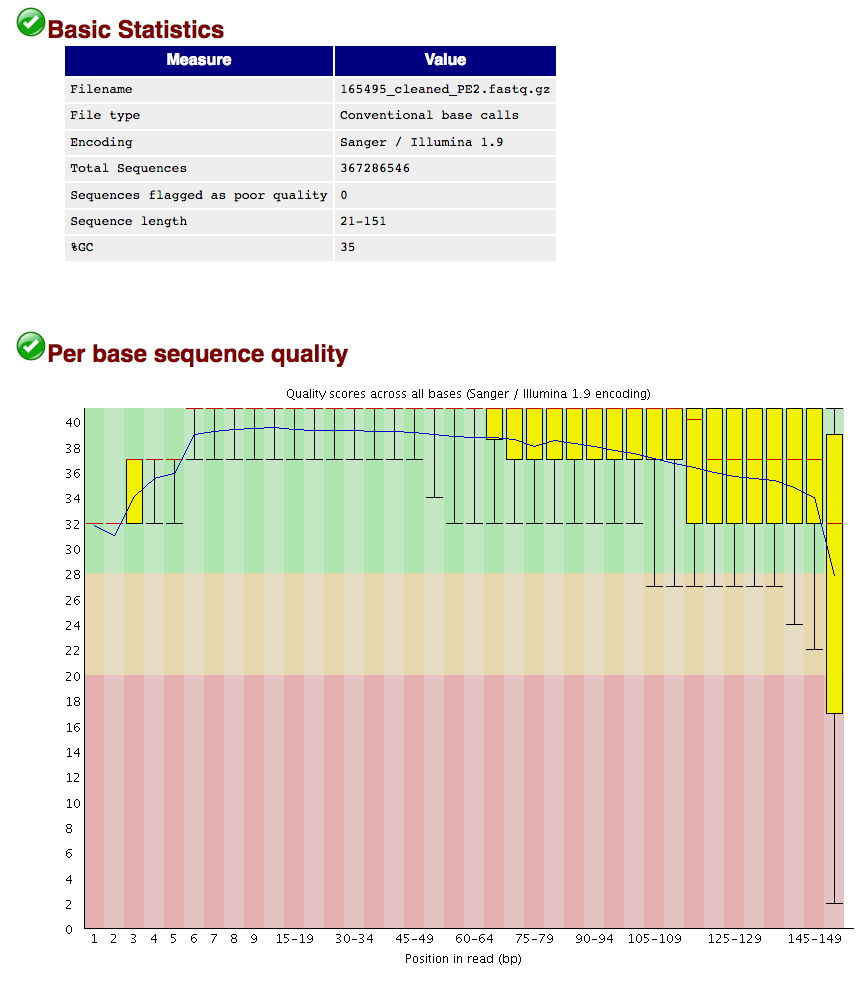 Basic Statistics
Measure Value
Filename 165495_cleaned_PE2.fastq.gz
File type Conventional base calls
Encoding Sanger / Illumina 1.9
Total Sequences 367286546
Sequences flagged as poor quality 0
Sequence length 21-151
%GC 35
Per base sequence quality
Quality scores across all bases (Sanger / Illumina 1.9 encoding)
40
38
36
34
32
30
28
26
24
22
20
18
16
14
12
10
8
6
4
2
0
1 2 3 4 5 6 7 8 9 15-19 30-34 45-49 60-64 75-79 90-94 105-109 125-129 145-149
Position in read (bp)